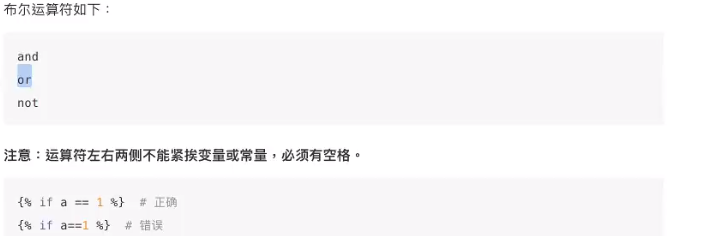 布尔运算符如下：
and
or
not
注意：运算符左右两侧不能紧挨变量或常量，必须有空格。
{% if a == 1 %}  # 正确
{% if a==1 %}  # 错误